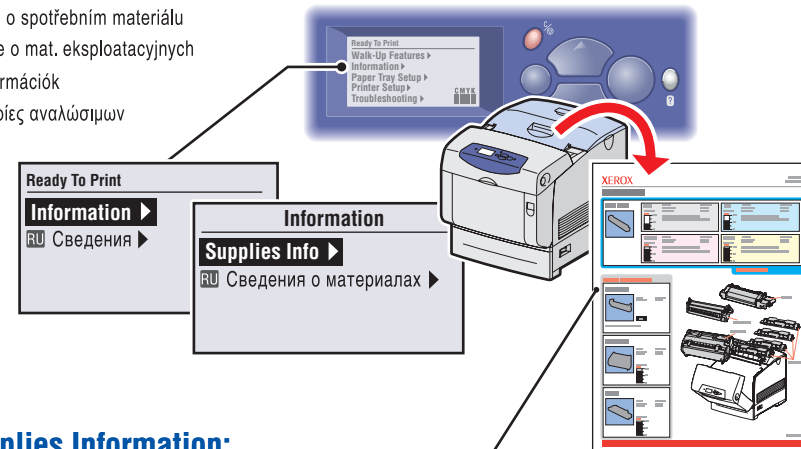 o spotřebním materiálu
e o mat. eksploatacyjnych
rmációk
ρίες αναλώσιμων
Ready To Print
Walk-Up Features
Information
Paper Tray Setup
Printer Setup
Troubleshooting
CMYK
?
Ready To Print
Information
RU Сведения
Information
Supplies Info
RU Сведения о материалах
XEROX
plies Information: